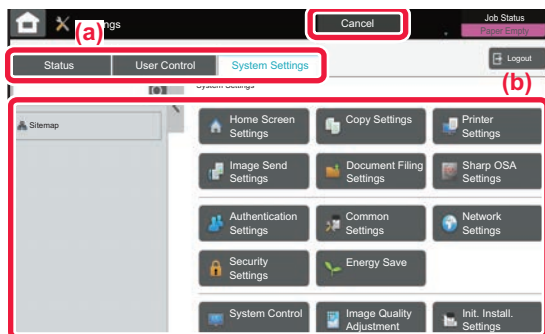 ngs
Cancel
Job Status
Paper Empty
(a)
Status
User Control
System Settings
Logout
(b)
System Settings
Sitemap
Home Screen
Settings
Copy Settings
Printer
Settings
Image Send
Settings
Document Filing
Settings
Sharp OSA
Settings
Authentication
Settings
Common
Settings
Network
Settings
Security
Settings
Energy Save
System Control
Image Quality
Adjustment
Init. Install.
Settings